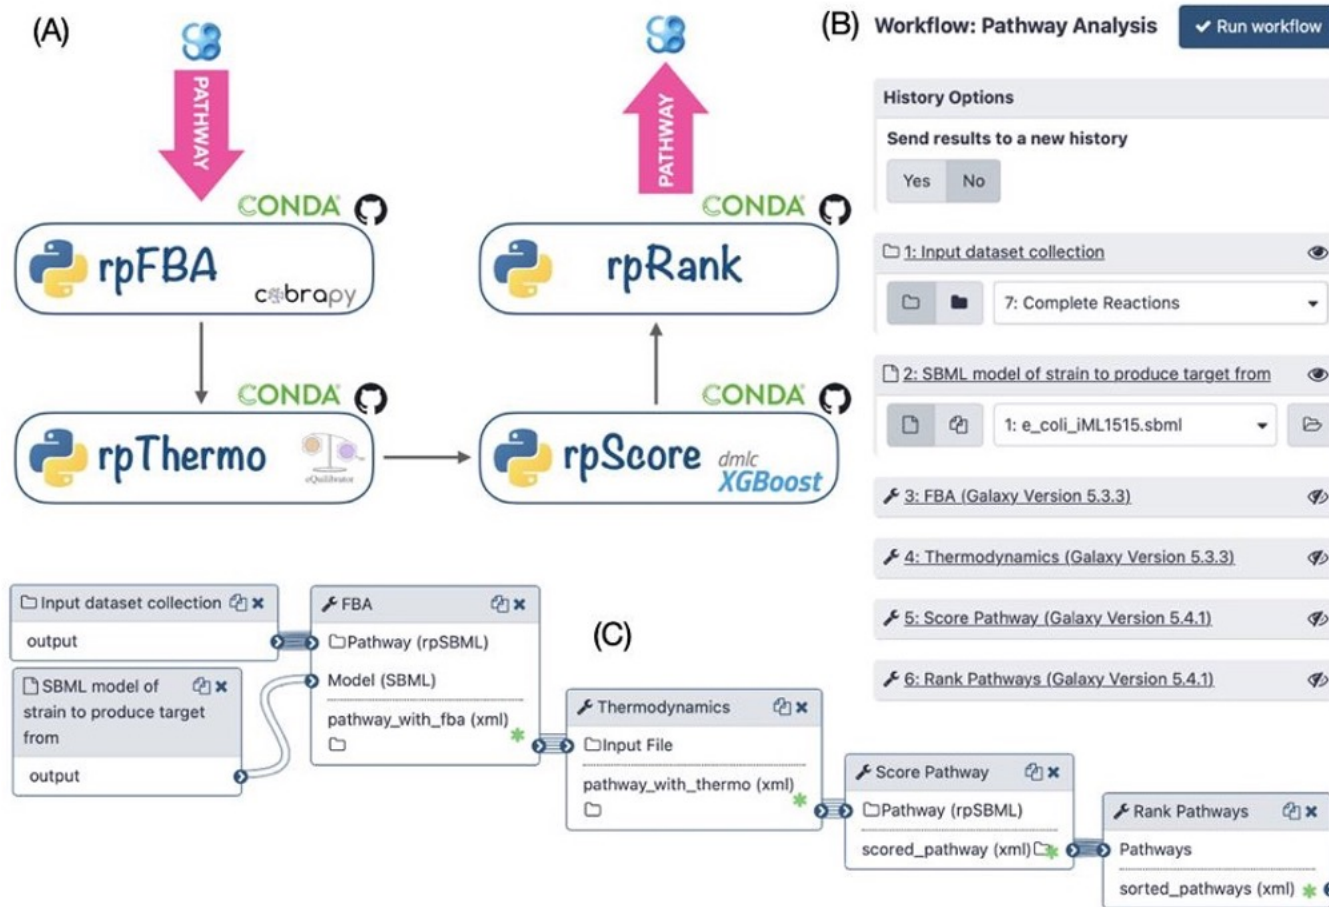 (A)
PATHWAY
CONDA
rpFBA
cobrapy
CONDA
rpThermo
eQuilibrator
PATHWAY
CONDA
rpRank
CONDA
rpScore
dmlc
XGBoost
(B)
Workflow: Pathway Analysis
Run workflow
History Options
Send results to a new history
Yes No
1: Input dataset collection
7: Complete Reactions
2: SBML model of strain to produce target from
1: e_coli_iML1515.sbml
3: FBA (Galaxy Version 5.3.3)
4: Thermodynamics (Galaxy Version 5.3.3)
5: Score Pathway (Galaxy Version 5.4.1)
6: Rank Pathways (Galaxy Version 5.4.1)
(C)
Input dataset collection
output
SBML model of
strain to produce target
from
output
FBA
Pathway (rpSBML)
Model (SBML)
pathway_with_fba (xml)
Thermodynamics
Input File
pathway_with_thermo (xml)
Score Pathway
Pathway (rpSBML)
scored_pathway (xml)
Rank Pathways
Pathways
sorted_pathways (xml)